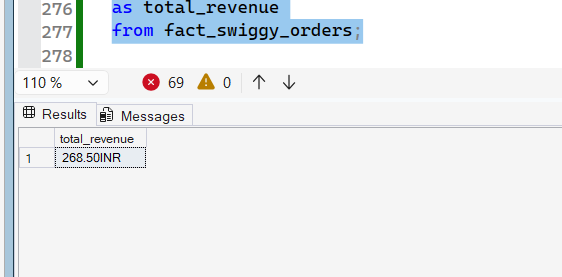 276 as total_revenue
277 from fact_swiggy_orders;
278
110 % 69 0
Results Messages
total_revenue
1 268.50INR